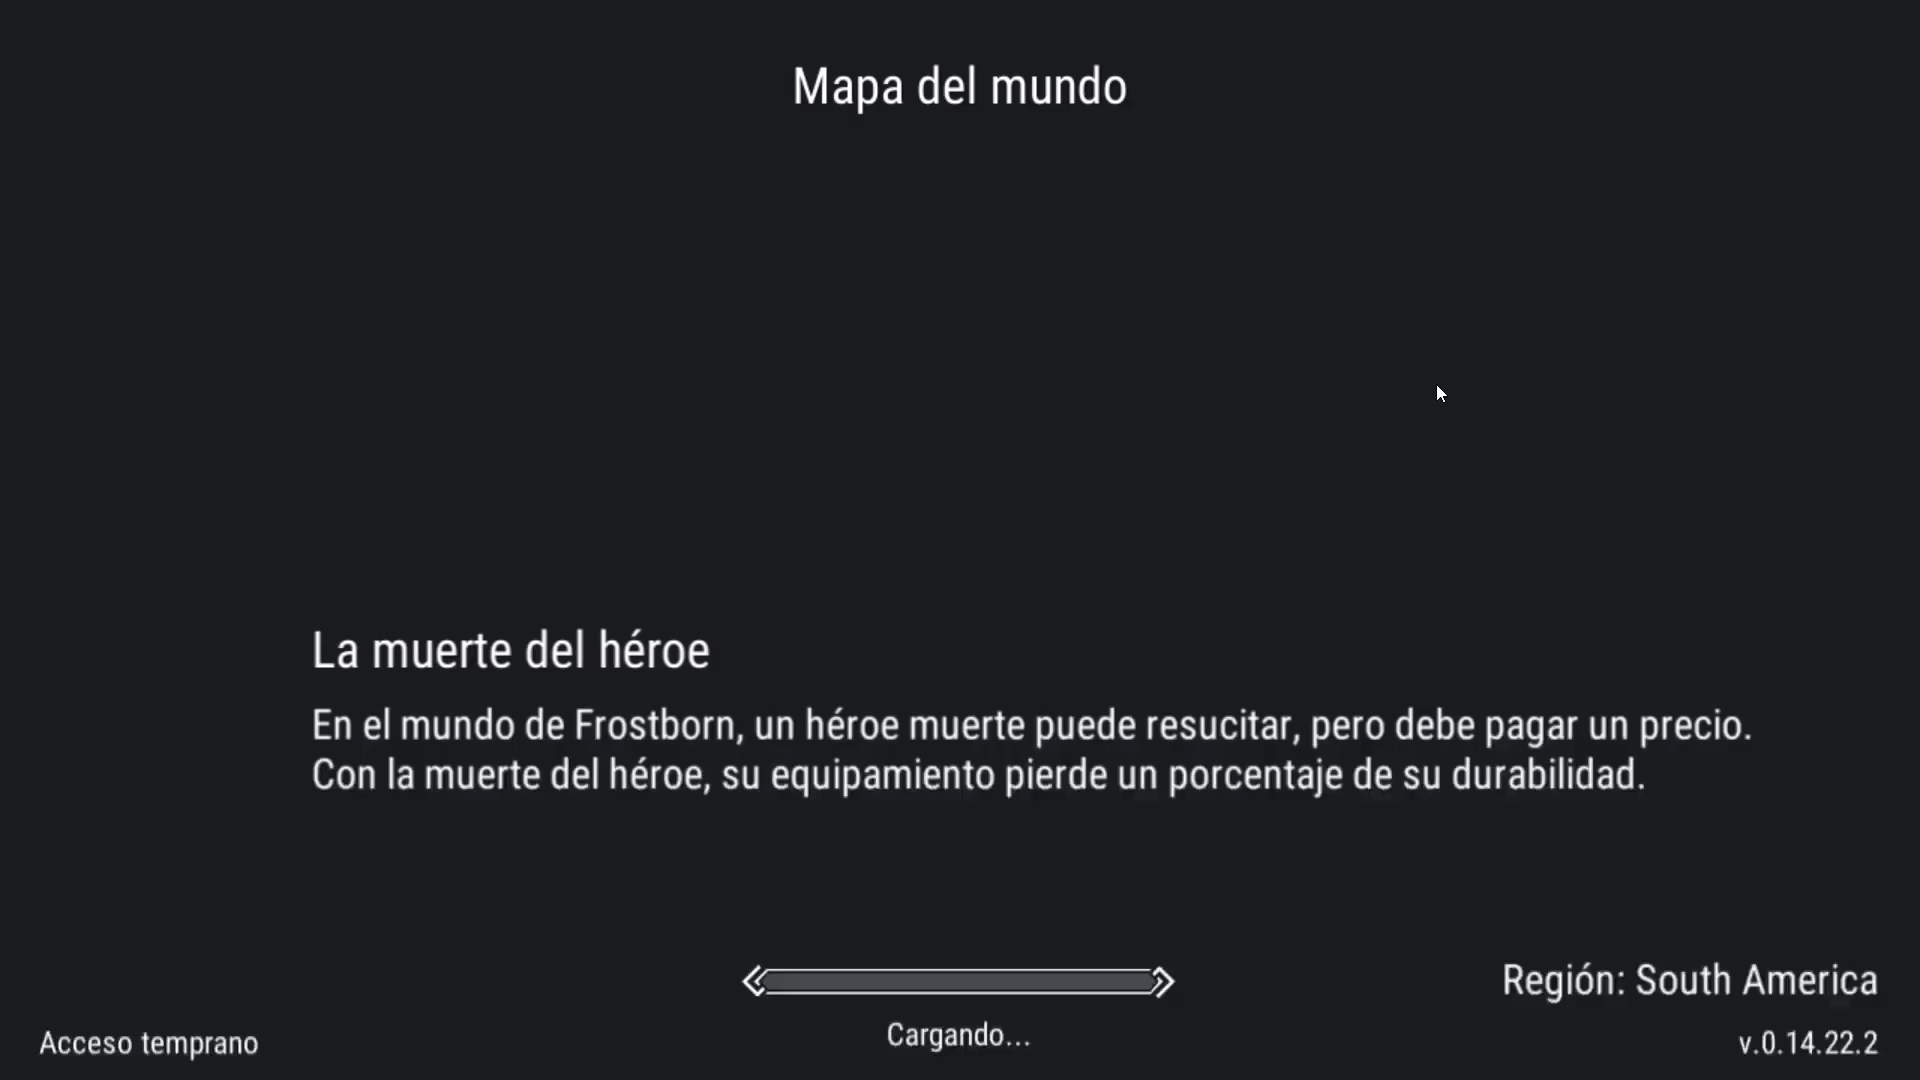 Mapa del mundo
La muerte del héroe
En el mundo de Frostborn, un héroe muerte puede resucitar, pero debe pagar un precio.
Con la muerte del héroe, su equipamiento pierde un porcentaje de su durabilidad.
Región: South America
Cargando...
Acceso temprano
v.0.14.22.2